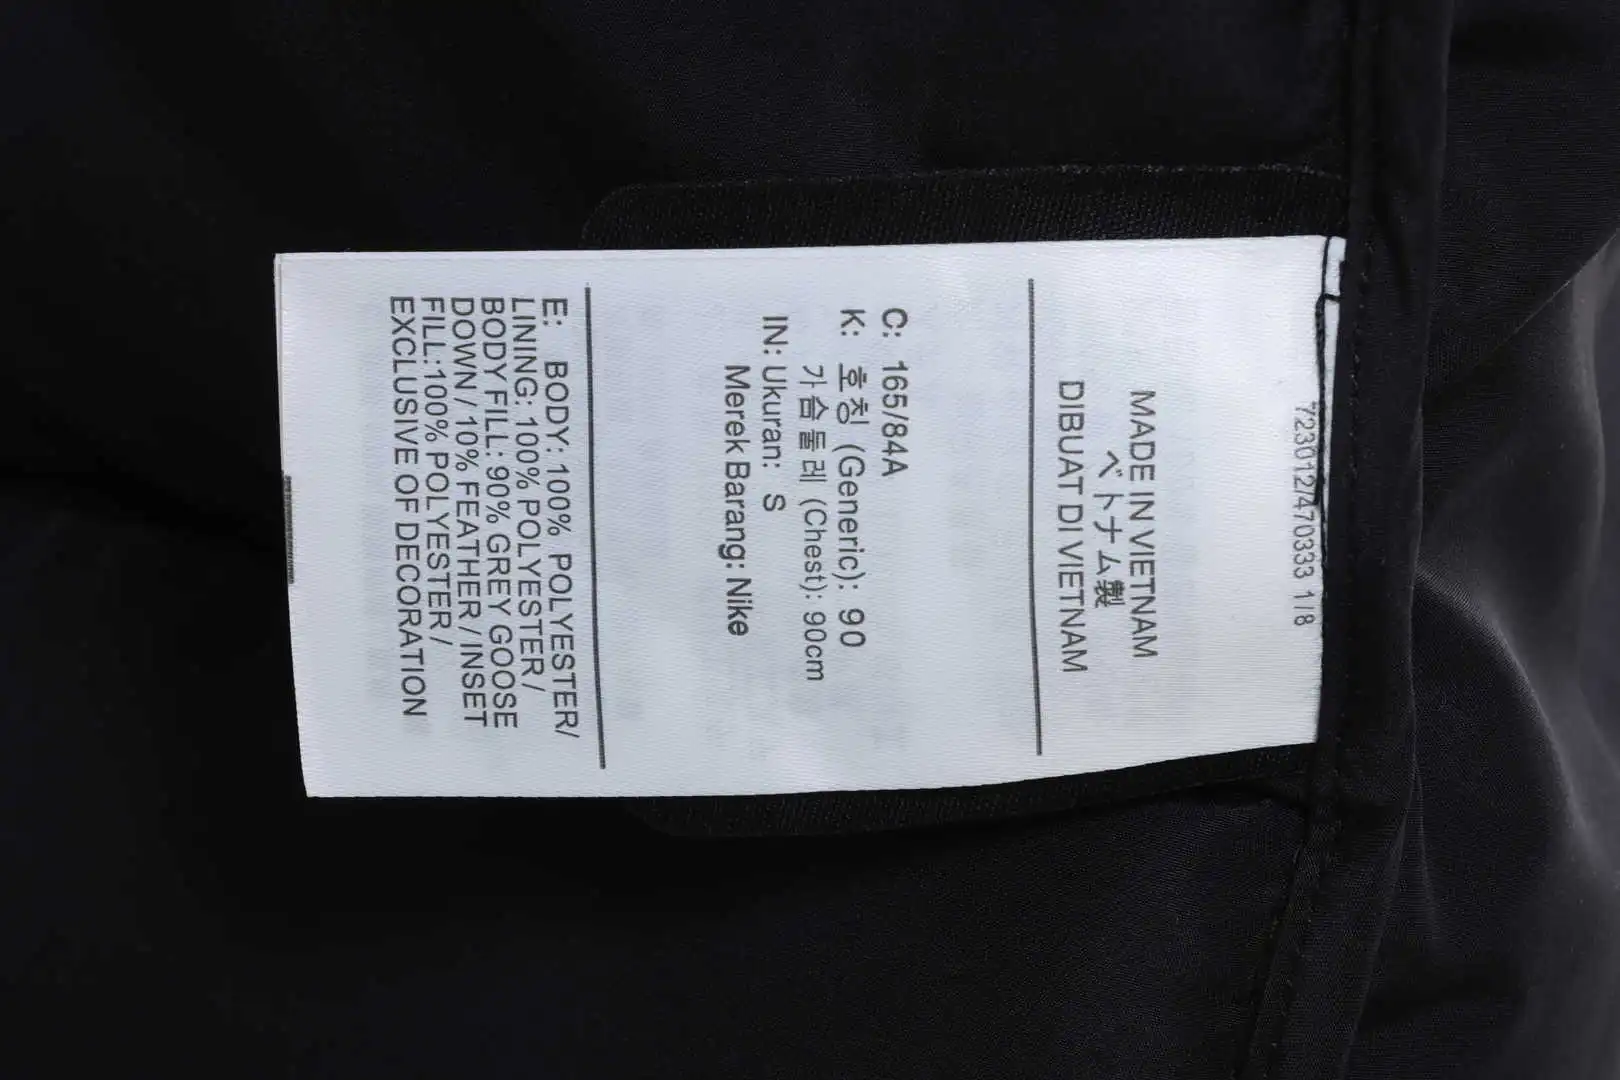 723012/470333 1/8
MADE IN VIETNAM
ベトナム製
DIBUAT DI VIETNAM
C: 165/84A
K: 호칭 (Generic): 90
가슴둘레 (Chest): 90cm
IN: Ukuran: S
Merek Barang: Nike
E: BODY: 100% POLYESTER/
LINING: 100% POLYESTER/
BODY FILL: 90% GREY GOOSE
DOWN / 10% FEATHER / INSET
FILL:100% POLYESTER/
EXCLUSIVE OF DECORATION